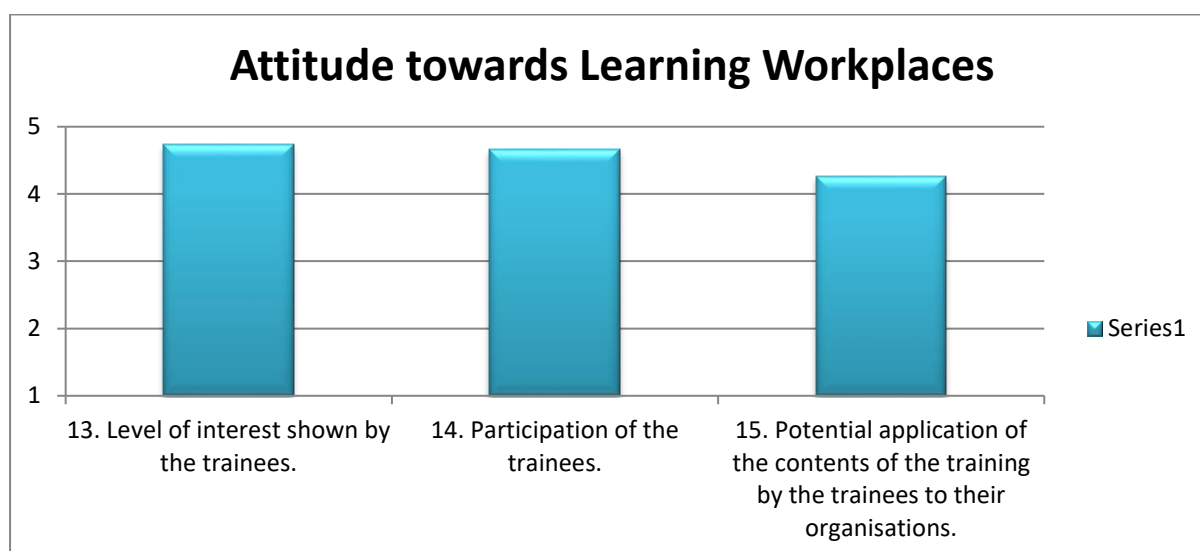 Attitude towards Learning Workplaces
5
4
3
2
1
13. Level of interest shown by
the trainees.
14. Participation of the
trainees.
15. Potential application of
the contents of the training
by the trainees to their
organisations.
Series1